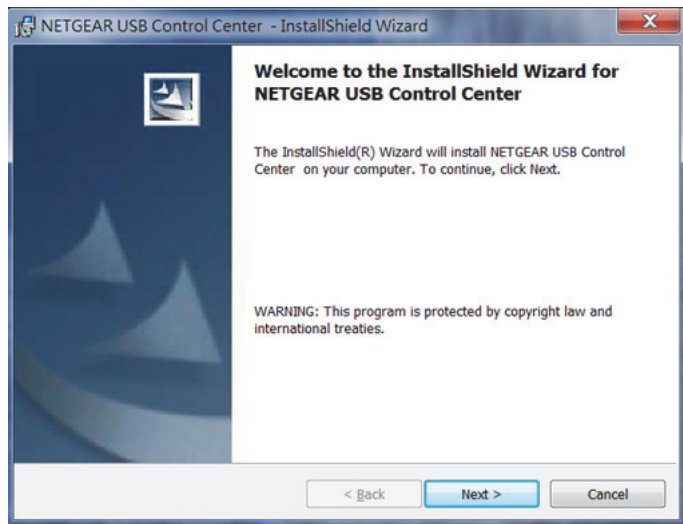 NETGEAR USB Control Center - InstallShield Wizard
X
Welcome to the InstallShield Wizard for
NETGEAR USB Control Center
The InstallShield(R) Wizard will install NETGEAR USB Control
Center on your computer. To continue, click Next.
WARNING: This program is protected by copyright law and
international treaties.
< Back Next > Cancel